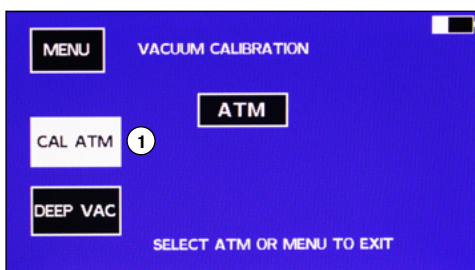 MENU
VACUUM CALIBRATION
ATM
CAL ATM
1
DEEP VAC
SELECT ATM OR MENU TO EXIT